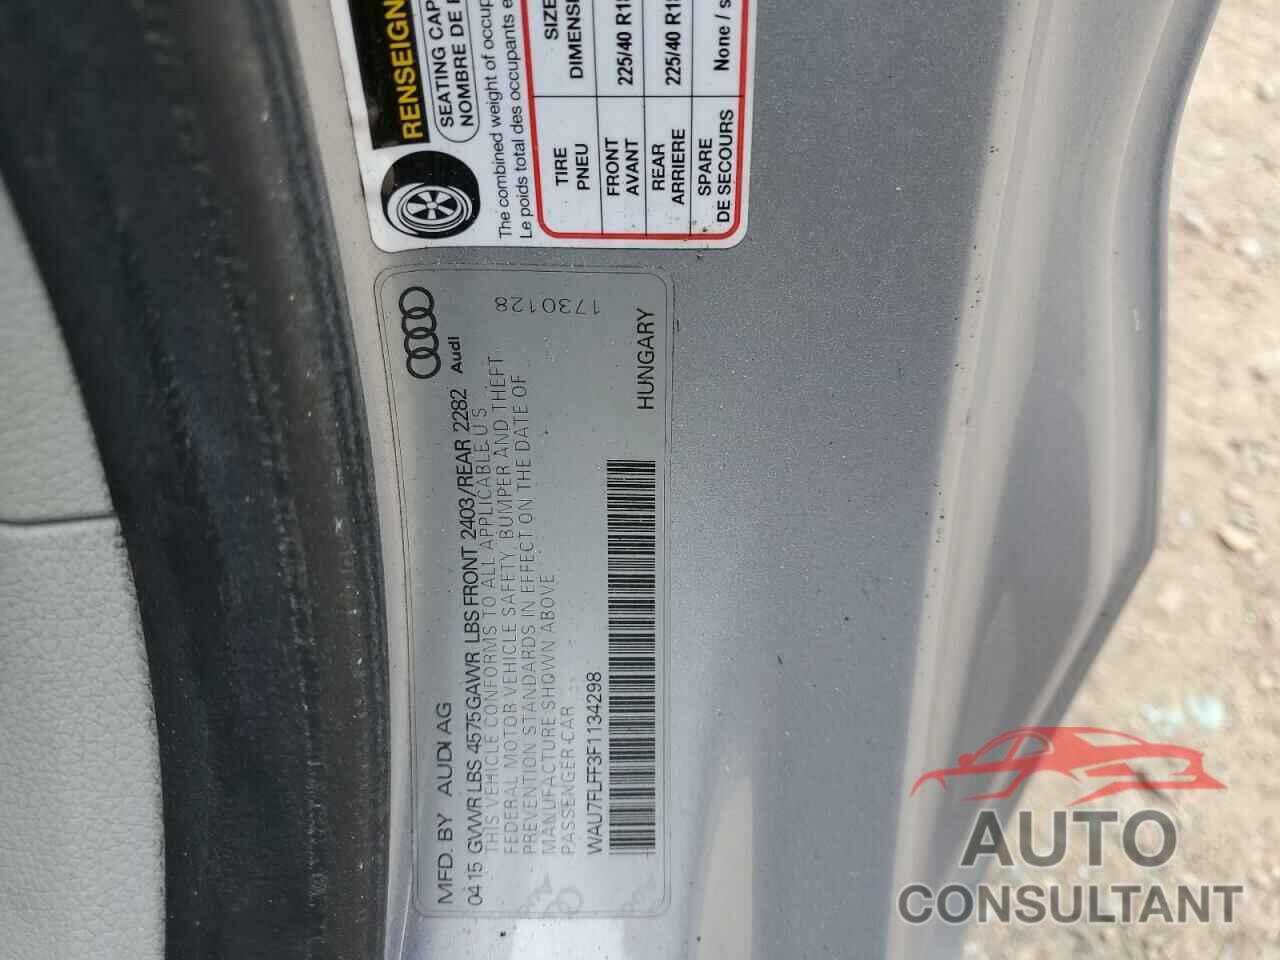 RENSEIGN
SEATING CAP
NOMBRE DE
The combined weight of occup
Le poids total des occupants e
TIRE
PNEU
SIZE
DIMENSI
FRONT
AVANT
225/40 R1
REAR
ARRIERE
225/40 R1
SPARE
DE SECOURS
None / s
MFD. BY AUDI AG
Audi
04 15 GVWR LBS 4575 GAWR LBS FRONT 2403/REAR 2282
THIS VEHICLE CONFORMS TO ALL APPLICABLE U S
FEDERAL MOTOR VEHICLE SAFETY, BUMPER AND THEFT
PREVENTION STANDARDS IN EFFECT ON THE DATE OF
MANUFACTURE SHOWN ABOVE
PASSENGER CAR
173012 8
WAU7FLFF3F1134298
HUNGARY
AUTO
CONSULTANT